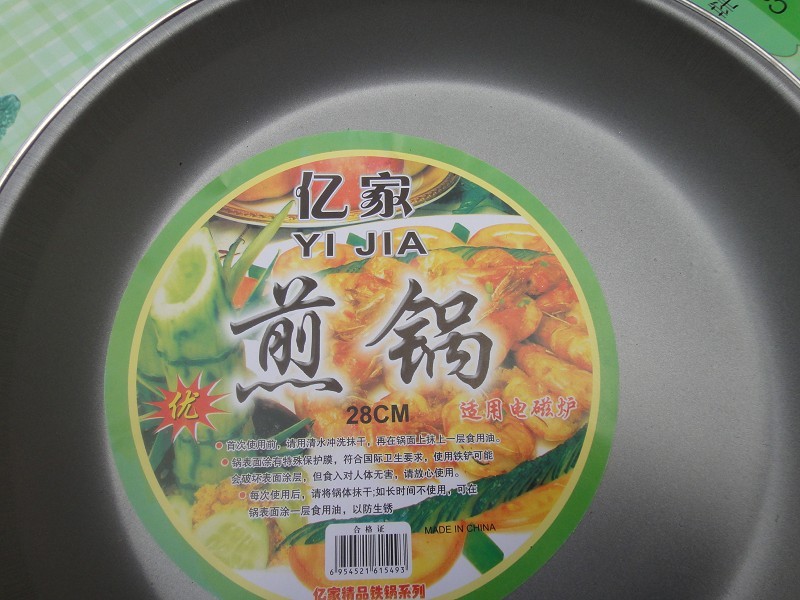 亿家
YI JIA
煎锅
28CM
适用电磁炉
优
首次使用前，请用清水冲洗抹干，再在锅面上抹上一层食用油。
锅表面涂有特殊保护膜，符合国际卫生要求，使用铁铲可能
会破坏表面涂层，但食入对人体无害，请放心使用。
每次使用后，请将锅体抹干;如长时间不使用，可在
锅表面涂一层食用油，以防生锈
合格证
MADE IN CHINA
6 954521 615493
亿家精品铁锅系列